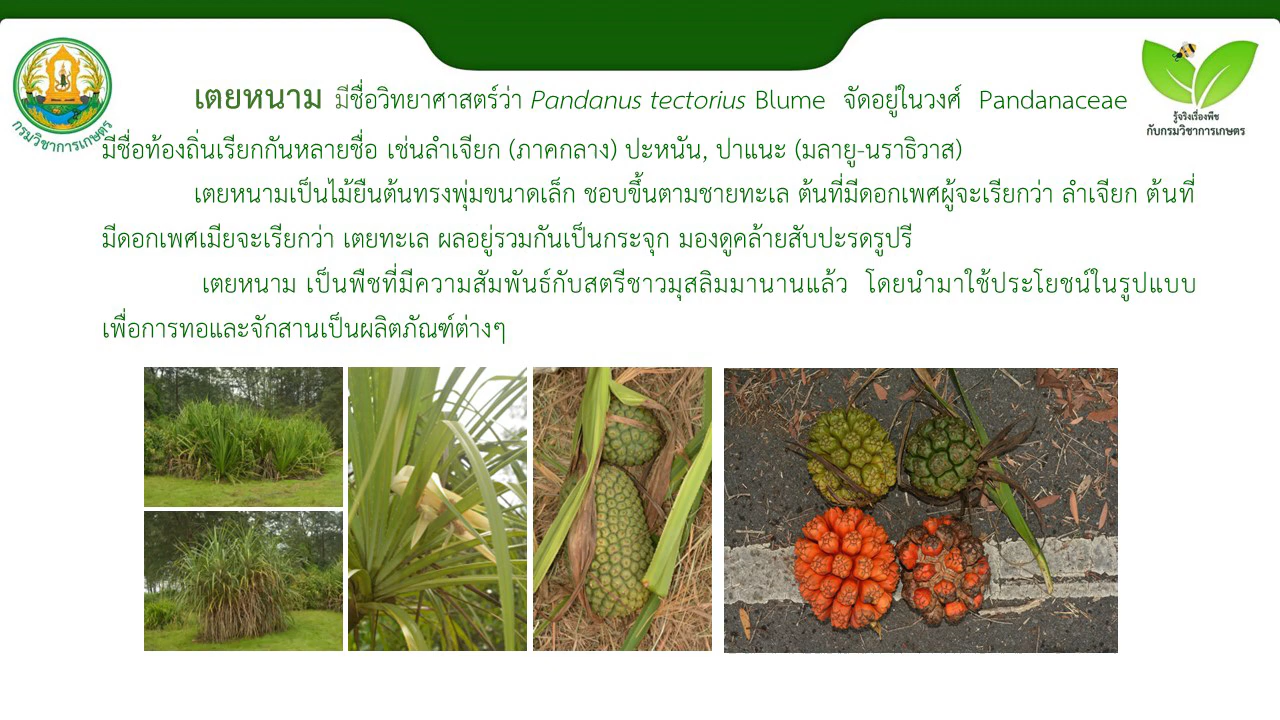 เตยหนาม มีชื่อวิทยาศาสตร์ว่า Pandanus tectorius Blume จัดอยู่ในวงศ์ Pandanaceae
มีชื่อท้องถิ่นเรียกกันหลายชื่อ เช่นลำเจียก (ภาคกลาง) ปะหนัน, ปาแนะ (มลายู-นราธิวาส)
เตยหนามเป็นไม้ยืนต้นทรงพุ่มขนาดเล็ก ชอบขึ้นตามชายทะเล ต้นที่มีดอกเพศผู้จะเรียกว่า ลำเจียก ต้นที่
มีดอกเพศเมียจะเรียกว่า เตยทะเล ผลอยู่รวมกันเป็นกระจุก มองดูคล้ายสับปะรดรูปรี
เตยหนาม เป็นพืชที่มีความสัมพันธ์กับสตรีชาวมุสลิมมานานแล้ว โดยนำมาใช้ประโยชน์ในรูปแบบ
เพื่อการทอและจักสานเป็นผลิตภัณฑ์ต่างๆ
กรมวิชาการเกษตร
รู้จริงเรื่องพืช
กับกรมวิชาการเกษตร